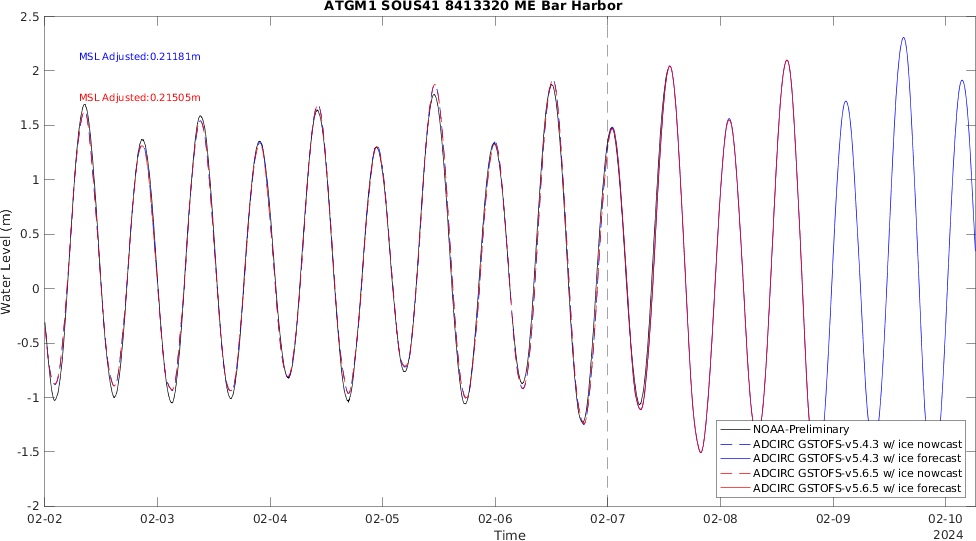 ATGM1 SOUS41 8413320 ME Bar Harbor
MSL Adjusted:0.21181m
MSL Adjusted:0.21505m
Water Level (m)
2.5
2
1.5
1
0.5
0
-0.5
-1
-1.5
-2
NOAA-Preliminary
ADCIRC GSTOFS-v5.4.3 w/ ice nowcast
ADCIRC GSTOFS-v5.4.3 w/ ice forecast
ADCIRC GSTOFS-v5.6.5 w/ ice nowcast
ADCIRC GSTOFS-v5.6.5 w/ ice forecast
02-02 02-03 02-04 02-05 02-06 02-07 02-08 02-09 02-10
Time
2024